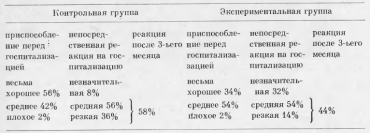 Контрольная группа Экспериментальная группа
приспособле- непосред- реакция приспособле- непосред- реакция
ние перед ственная ре- после 3-ьего ние перед ственная ре- после 3-ьего
госпитализа- акция на гос- месяца госпитализа- акция на гос- месяца
цией питализацию цией питализацию
весьма незначитель- весьма незначитель-
хорошее 56% ная 8% хорошее 34% ная 32%
среднее 42% средняя 56% 58% среднее 54% средняя 54% 44%
плохое 2% резкая 36% плохое 2% резкая 14%